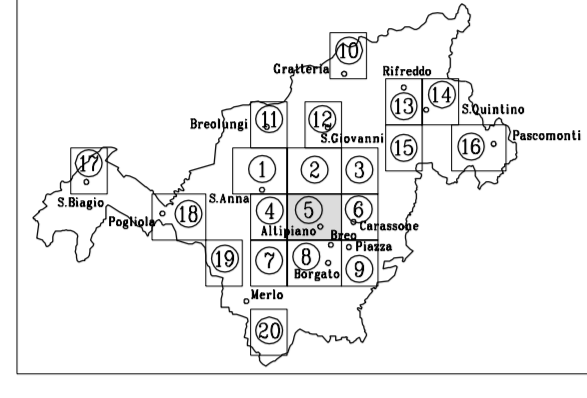 10
Gratteria
Rifreddo
13
14
S.Quintino
Breolungi
11
12
S.Giovanni
15
16
Pascomonti
17
S.Biagio
1
2
3
S.Anna
Pogliola
18
4
5
6
Altipiano
Carassone
Breo
Piazza
19
7
8
Borgato
9
Merlo
20